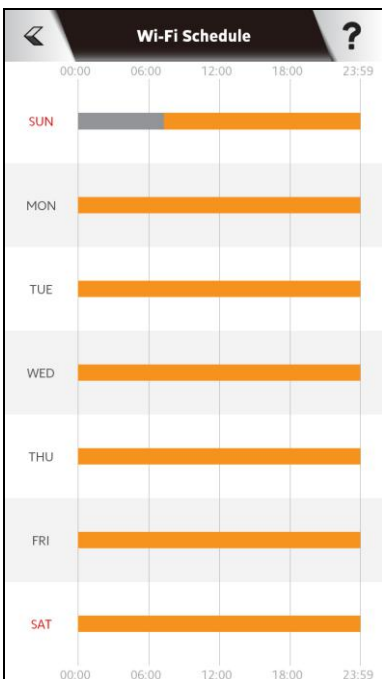 Wi-Fi Schedule ?
00:00 06:00 12:00 18:00 23:59
SUN
MON
TUE
WED
THU
FRI
SAT
00:00 06:00 12:00 18:00 23:59